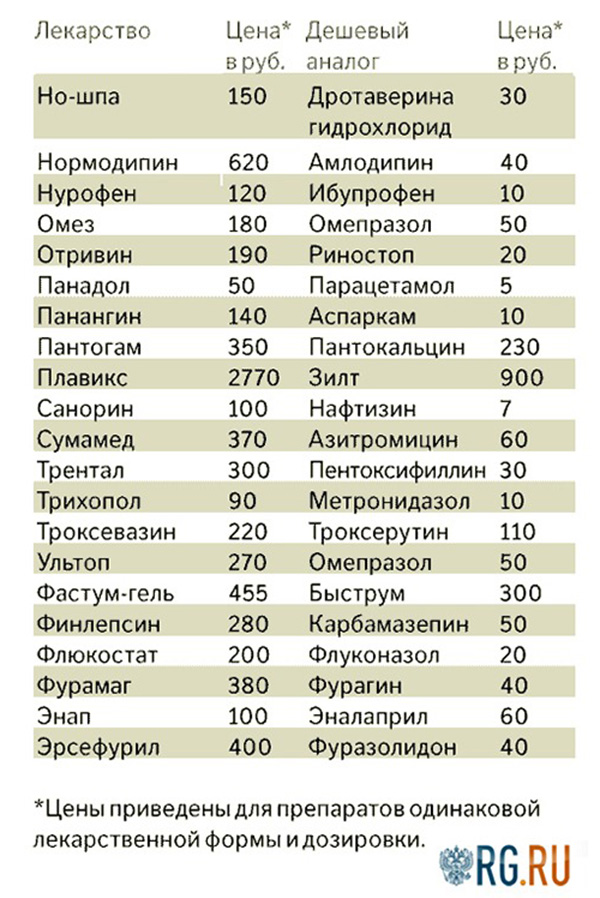 Лекарство Цена* Дешевый Цена*
в руб. аналог в руб.
Но-шпа 150 Дротаверина 30
гидрохлорид
Нормодипин 620 Амлодипин 40
Нурофен 120 Ибупрофен 10
Омез 180 Омепразол 50
Отривин 190 Риностоп 20
Панадол 50 Парацетамол 5
Панангин 140 Аспаркам 10
Пантогам 350 Пантокальцин 230
Плавикс 2770 Зилт 900
Санорин 100 Нафтизин 7
Сумамед 370 Азитромицин 60
Трентал 300 Пентоксифиллин 30
Трихопол 90 Метронидазол 10
Троксевазин 220 Троксерутин 110
Ультоп 270 Омепразол 50
Фастум-гель 455 Быструм 300
Финлепсин 280 Карбамазепин 50
Флюкостат 200 Флуконазол 20
Фурамаг 380 Фурагин 40
Энап 100 Эналаприл 60
Эрсефурил 400 Фуразолидон 40
*Цены приведены для препаратов одинаковой
лекарственной формы и дозировки.
RG.RU